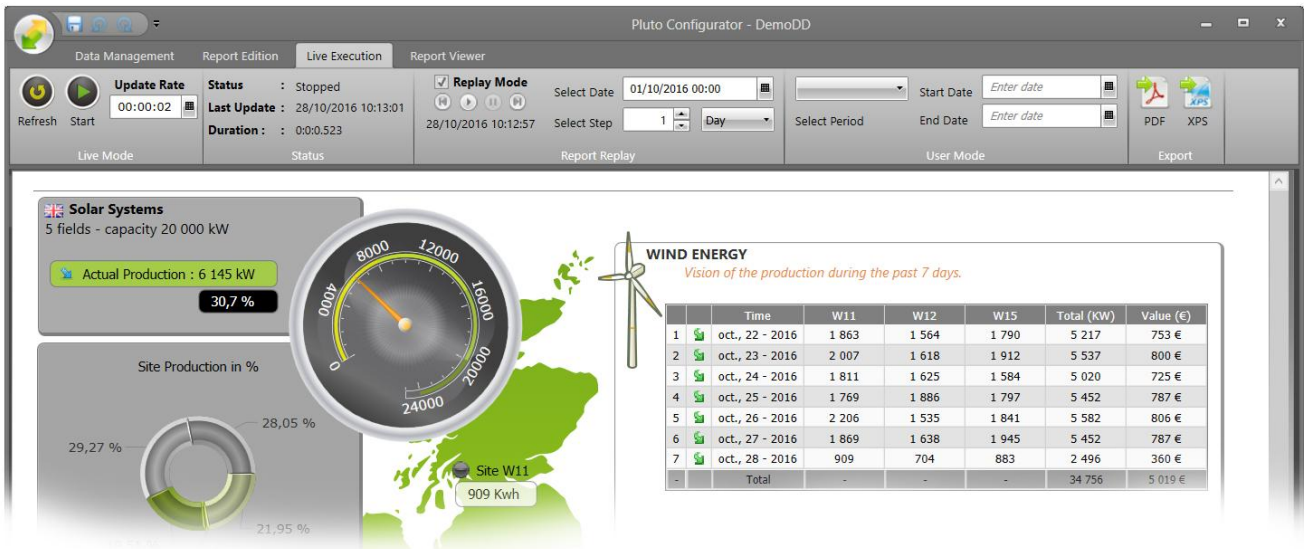 Pluto Configurator - DemoDD
Data Management Report Edition Live Execution Report Viewer
Refresh Start
Update Rate
00:00:02
Live Mode
Status : Stopped
Last Update : 28/10/2016 10:13:01
Duration : : 0:0:0.523
Status
Replay Mode
28/10/2016 10:12:57
Select Date 01/10/2016 00:00
Select Step 1 Day
Report Replay
Select Period
Start Date Enter date
End Date Enter date
User Mode
PDF XPS
Export
Solar Systems
5 fields - capacity 20 000 kW
Actual Production : 6 145 kW
30,7 %
Site Production in %
28,05 %
29,27 %
21,95 %
0 4000 8000 12000 16000 20000 24000
Site W11
909 Kwh
WIND ENERGY
Vision of the production during the past 7 days.
Time W11 W12 W15 Total (KW) Value (€)
1 oct., 22 - 2016 1 863 1 564 1 790 5 217 753 €
2 oct., 23 - 2016 2 007 1 618 1 912 5 537 800 €
3 oct., 24 - 2016 1 811 1 625 1 584 5 020 725 €
4 oct., 25 - 2016 1 769 1 886 1 797 5 452 787 €
5 oct., 26 - 2016 2 206 1 535 1 841 5 582 806 €
6 oct., 27 - 2016 1 869 1 638 1 945 5 452 787 €
7 oct., 28 - 2016 909 704 883 2 496 360 €
- Total - - - 34 756 5 019 €